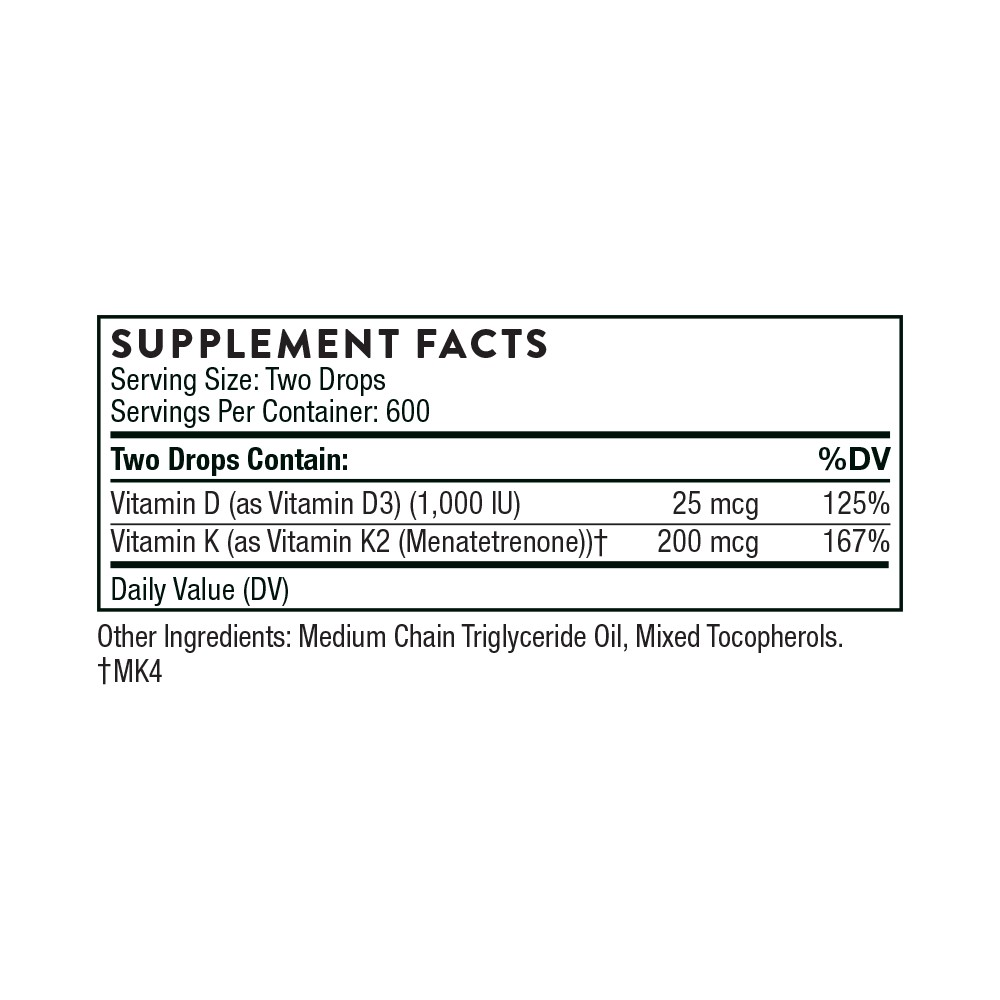 SUPPLEMENT FACTS
Serving Size: Two Drops
Servings Per Container: 600
Two Drops Contain: %DV
Vitamin D (as Vitamin D3) (1,000 IU) 25 mcg 125%
Vitamin K (as Vitamin K2 (Menatetrenone))† 200 mcg 167%
Daily Value (DV)
Other Ingredients: Medium Chain Triglyceride Oil, Mixed Tocopherols.
†MK4